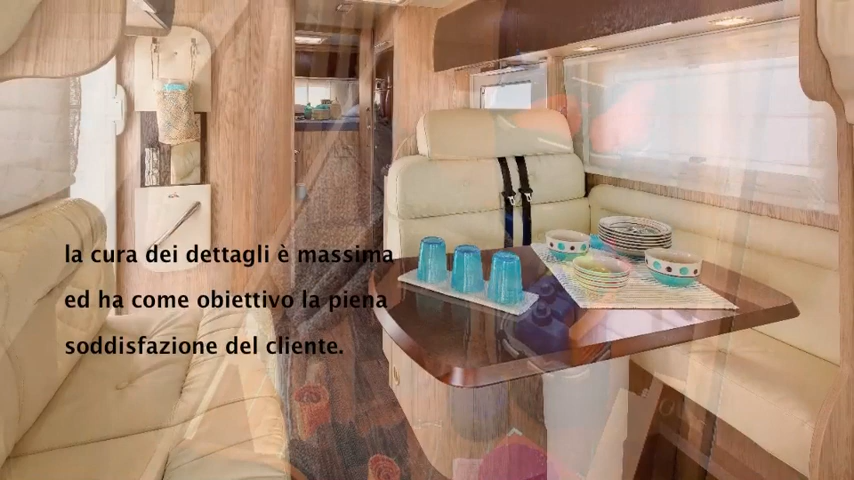 la cura dei dettagli è massima
ed ha come obiettivo la piena
soddisfazione del cliente.